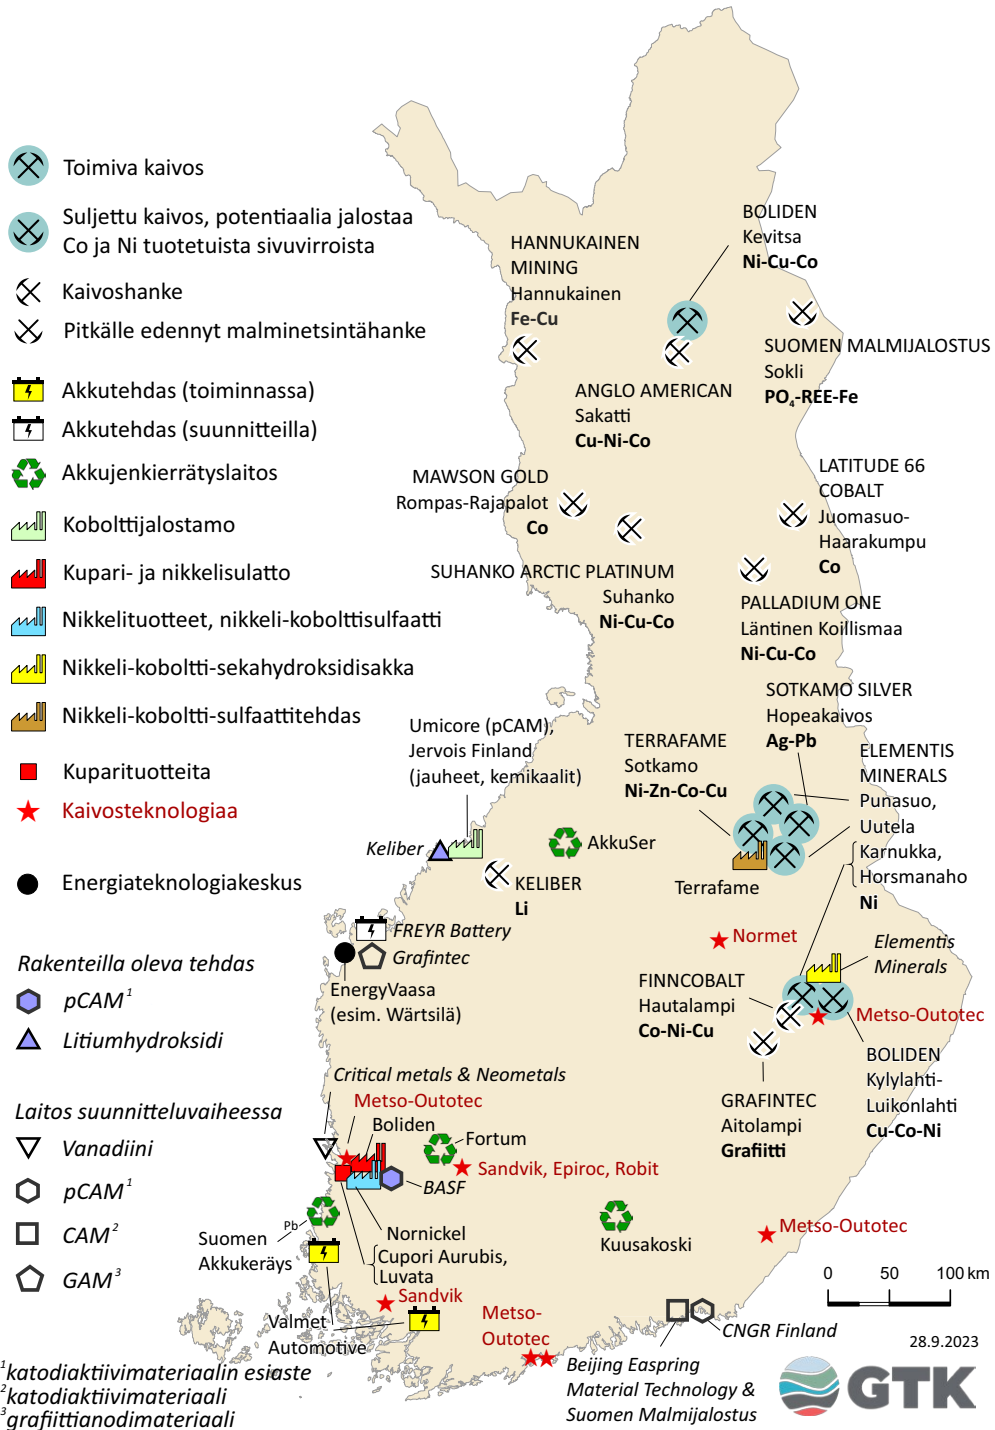 Toimiva kaivos
Suljettu kaivos, potentiaalia jalostaa
Co ja Ni tuotetuista sivuvirroista
Kaivoshanke
Pitkälle edennyt malminetsintähanke
Akkutehdas (toiminnassa)
Akkutehdas (suunnitteilla)
Akkujenkierrätyslaitos
Kobolttijalostamo
Kupari- ja nikkelisulatto
Nikkelituotteet, nikkeli-kobolttisulfaatti
Nikkeli-koboltti-sekahydroksidisakka
Nikkeli-koboltti-sulfaattitehdas
Kuparituotteita
Kaivosteknologiaa
Energiateknologiakeskus
Rakenteilla oleva tehdas
pCAM¹
Litiumhydroksidi
Laitos suunnitteluvaiheessa
Vanadiini
pCAM¹
CAM²
GAM³
¹katodiaktiivimateriaalin esiaste
²katodiaktiivimateriaali
³grafiittianodimateriaali
BOLIDEN
Kevitsa
Ni-Cu-Co
HANNUKAINEN
MINING
Hannukainen
Fe-Cu
SUOMEN MALMIJALOSTUS
Sokli
PO₄-REE-Fe
ANGLO AMERICAN
Sakatti
Cu-Ni-Co
MAWSON GOLD
Rompas-Rajapalot
Co
LATITUDE 66
COBALT
Juomasuo-
Haarakumpu
Co
SUHANKO ARCTIC PLATINUM
Suhanko
Ni-Cu-Co
PALLADIUM ONE
Läntinen Koillismaa
Ni-Cu-Co
SOTKAMO SILVER
Hopeakaivos
Ag-Pb
Umicore (pCAM),
Jervois Finland
(jauheet, kemikaalit)
TERRAFAME
Sotkamo
Ni-Zn-Co-Cu
ELEMENTIS
MINERALS
Punasuo,
Uutela
Karnukka,
Horsmanaho
Ni
Keliber
AkkuSer
Terrafame
KELIBER
Li
FREYR Battery
Grafintec
EnergyVaasa
(esim. Wärtsilä)
Normet
Elementis
Minerals
FINNCOBALT
Hautalampi
Co-Ni-Cu
Metso-Outotec
BOLIDEN
Kylylahti-
Luikonlahti
Cu-Co-Ni
GRAFINTEC
Aitolampi
Grafiitti
Critical metals & Neometals
Metso-Outotec
Boliden
Fortum
Sandvik, Epiroc, Robit
BASF
Pb
Suomen
Akkukeräys
Nornickel
Cupori Aurubis,
Luvata
Kuusakoski
Metso-Outotec
Sandvik
Valmet
Automotive
Metso-
Outotec
CNGR Finland
Beijing Easpring
Material Technology &
Suomen Malmijalostus
0 50 100 km
28.9.2023
GTK